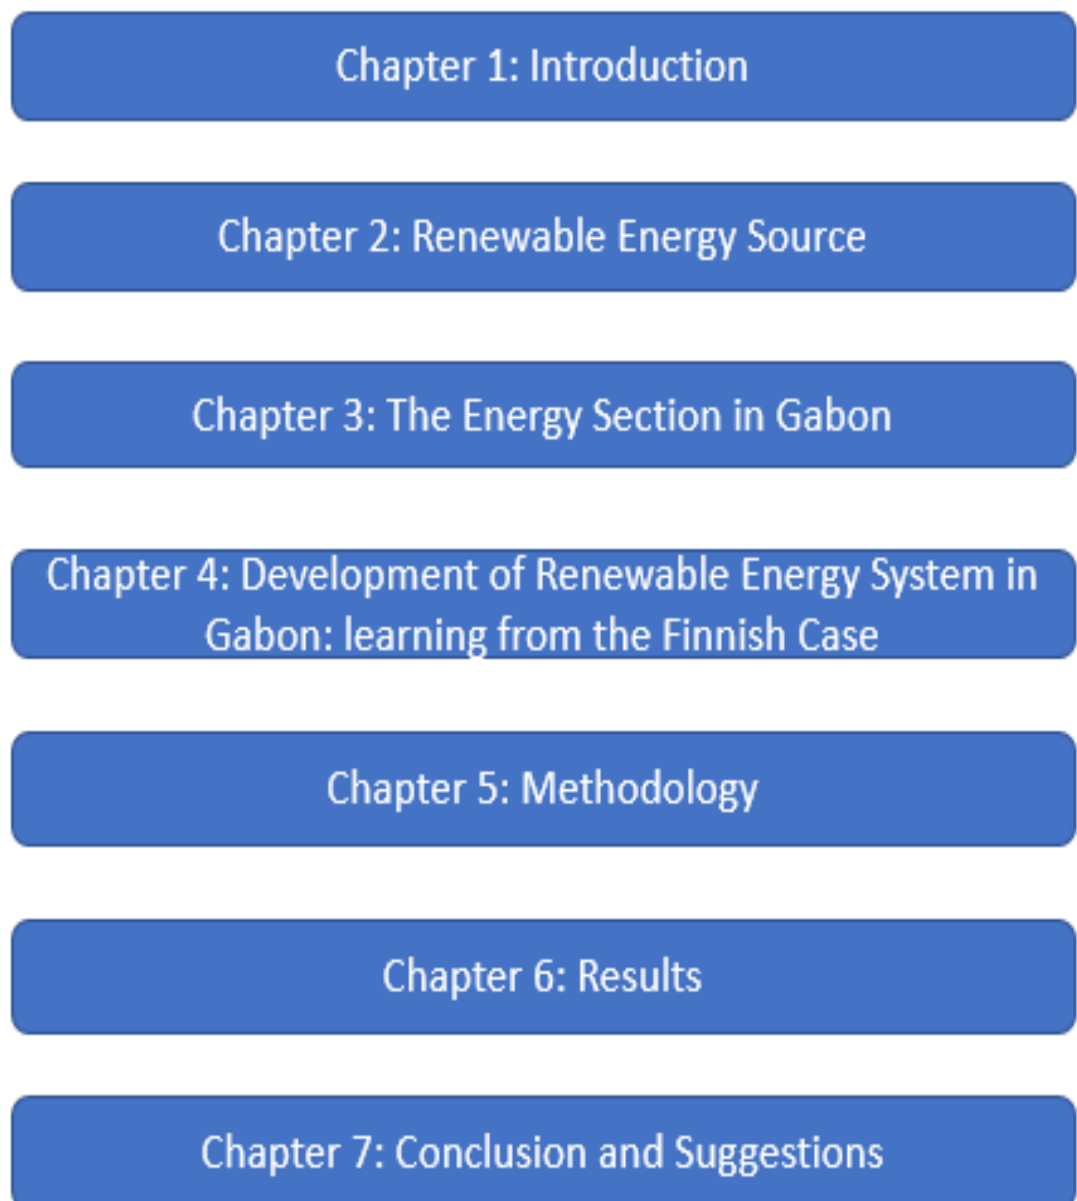 Chapter 1: Introduction
Chapter 2: Renewable Energy Source
Chapter 3: The Energy Section in Gabon
Chapter 4: Development of Renewable Energy System in
Gabon: learning from the Finnish Case
Chapter 5: Methodology
Chapter 6: Results
Chapter 7: Conclusion and Suggestions